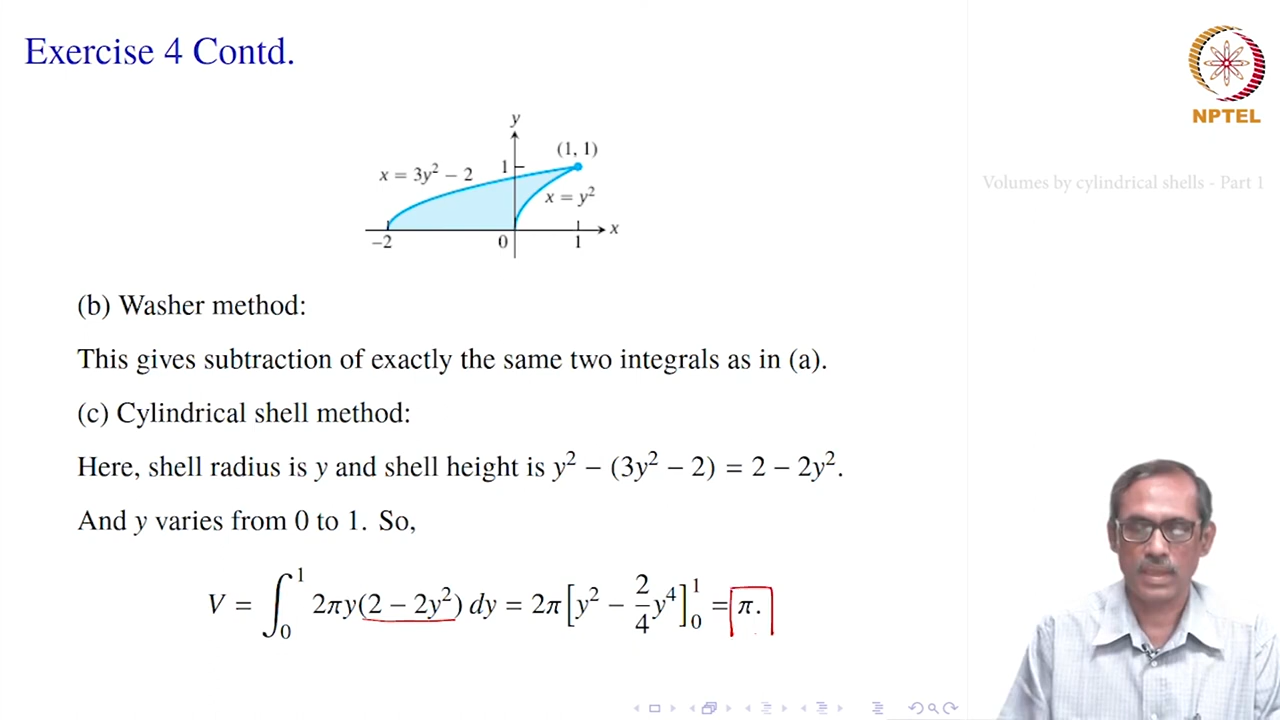 Exercise 4 Contd.
NPTEL
Volumes by cylindrical shells - Part 1
y
(1, 1)
x = 3y² − 2
1
x = y²
−2
0
1
x
(b) Washer method:
This gives subtraction of exactly the same two integrals as in (a).
(c) Cylindrical shell method:
Here, shell radius is y and shell height is y² − (3y² − 2) = 2 − 2y².
And y varies from 0 to 1. So,
V = ∫₀¹ 2πy(2 − 2y²) dy = 2π[y² − 2/4 y⁴]₀¹ = π.